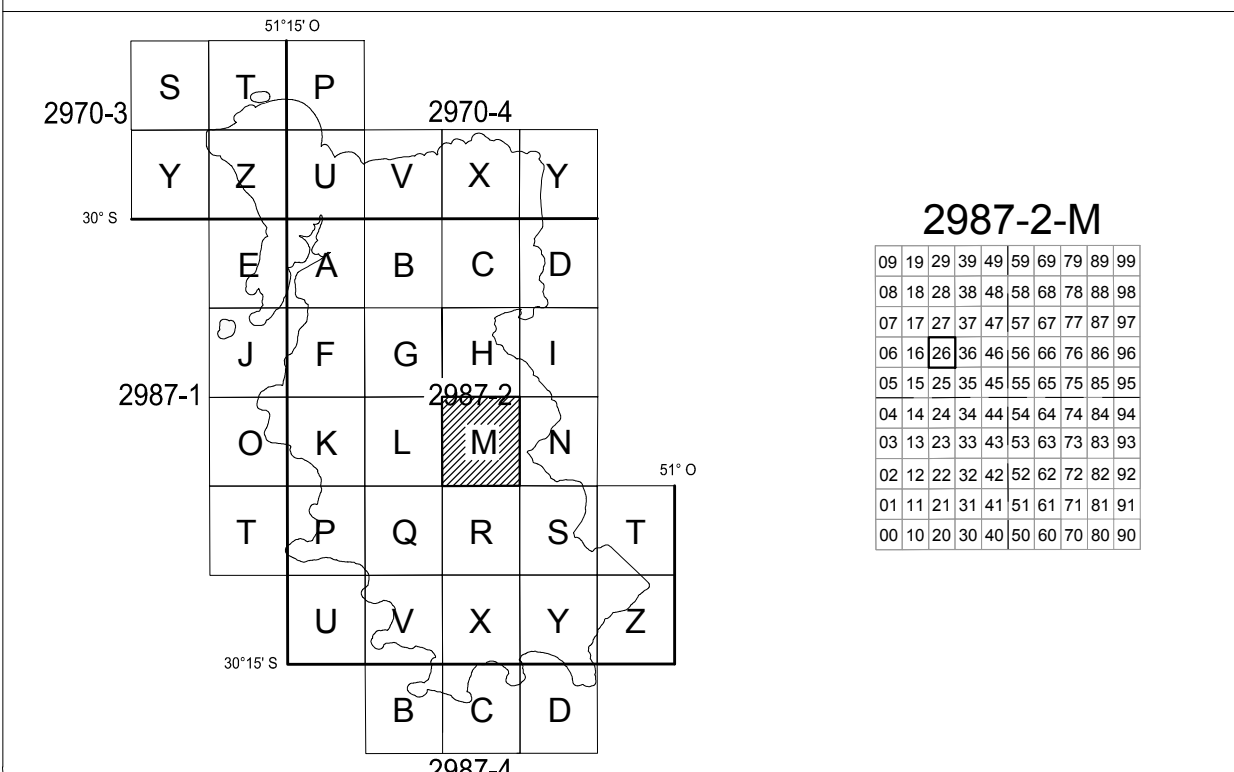 51°15' O
S T P
2970-3
2970-4
Y Z U V X Y
30° S
E A B C D
J F G H I
2987-1
2987-2
O K L M N
51° O
T P Q R S T
U V X Y Z
30°15' S
B C D
2987-4
2987-2-M
09 19 29 39 49 59 69 79 89 99
08 18 28 38 48 58 68 78 88 98
07 17 27 37 47 57 67 77 87 97
06 16 26 36 46 56 66 76 86 96
05 15 25 35 45 55 65 75 85 95
04 14 24 34 44 54 64 74 84 94
03 13 23 33 43 53 63 73 83 93
02 12 22 32 42 52 62 72 82 92
01 11 21 31 41 51 61 71 81 91
00 10 20 30 40 50 60 70 80 90